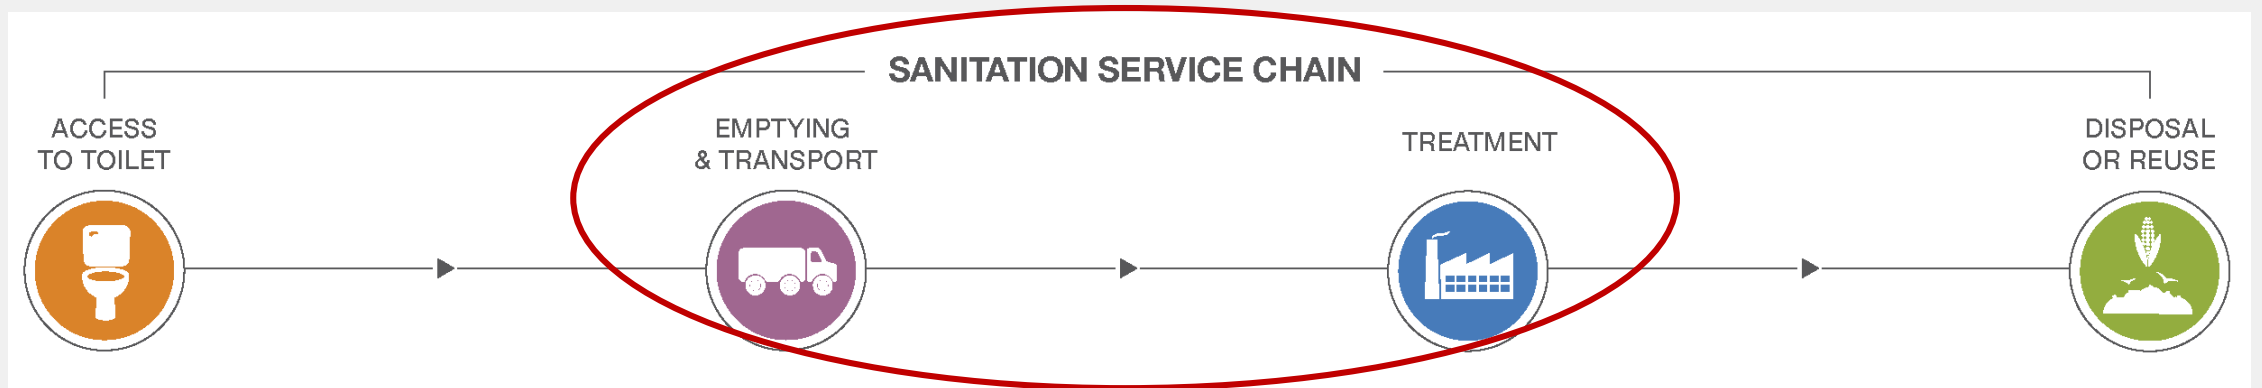 SANITATION SERVICE CHAIN
ACCESS
TO TOILET
EMPTYING
& TRANSPORT
TREATMENT
DISPOSAL
OR REUSE